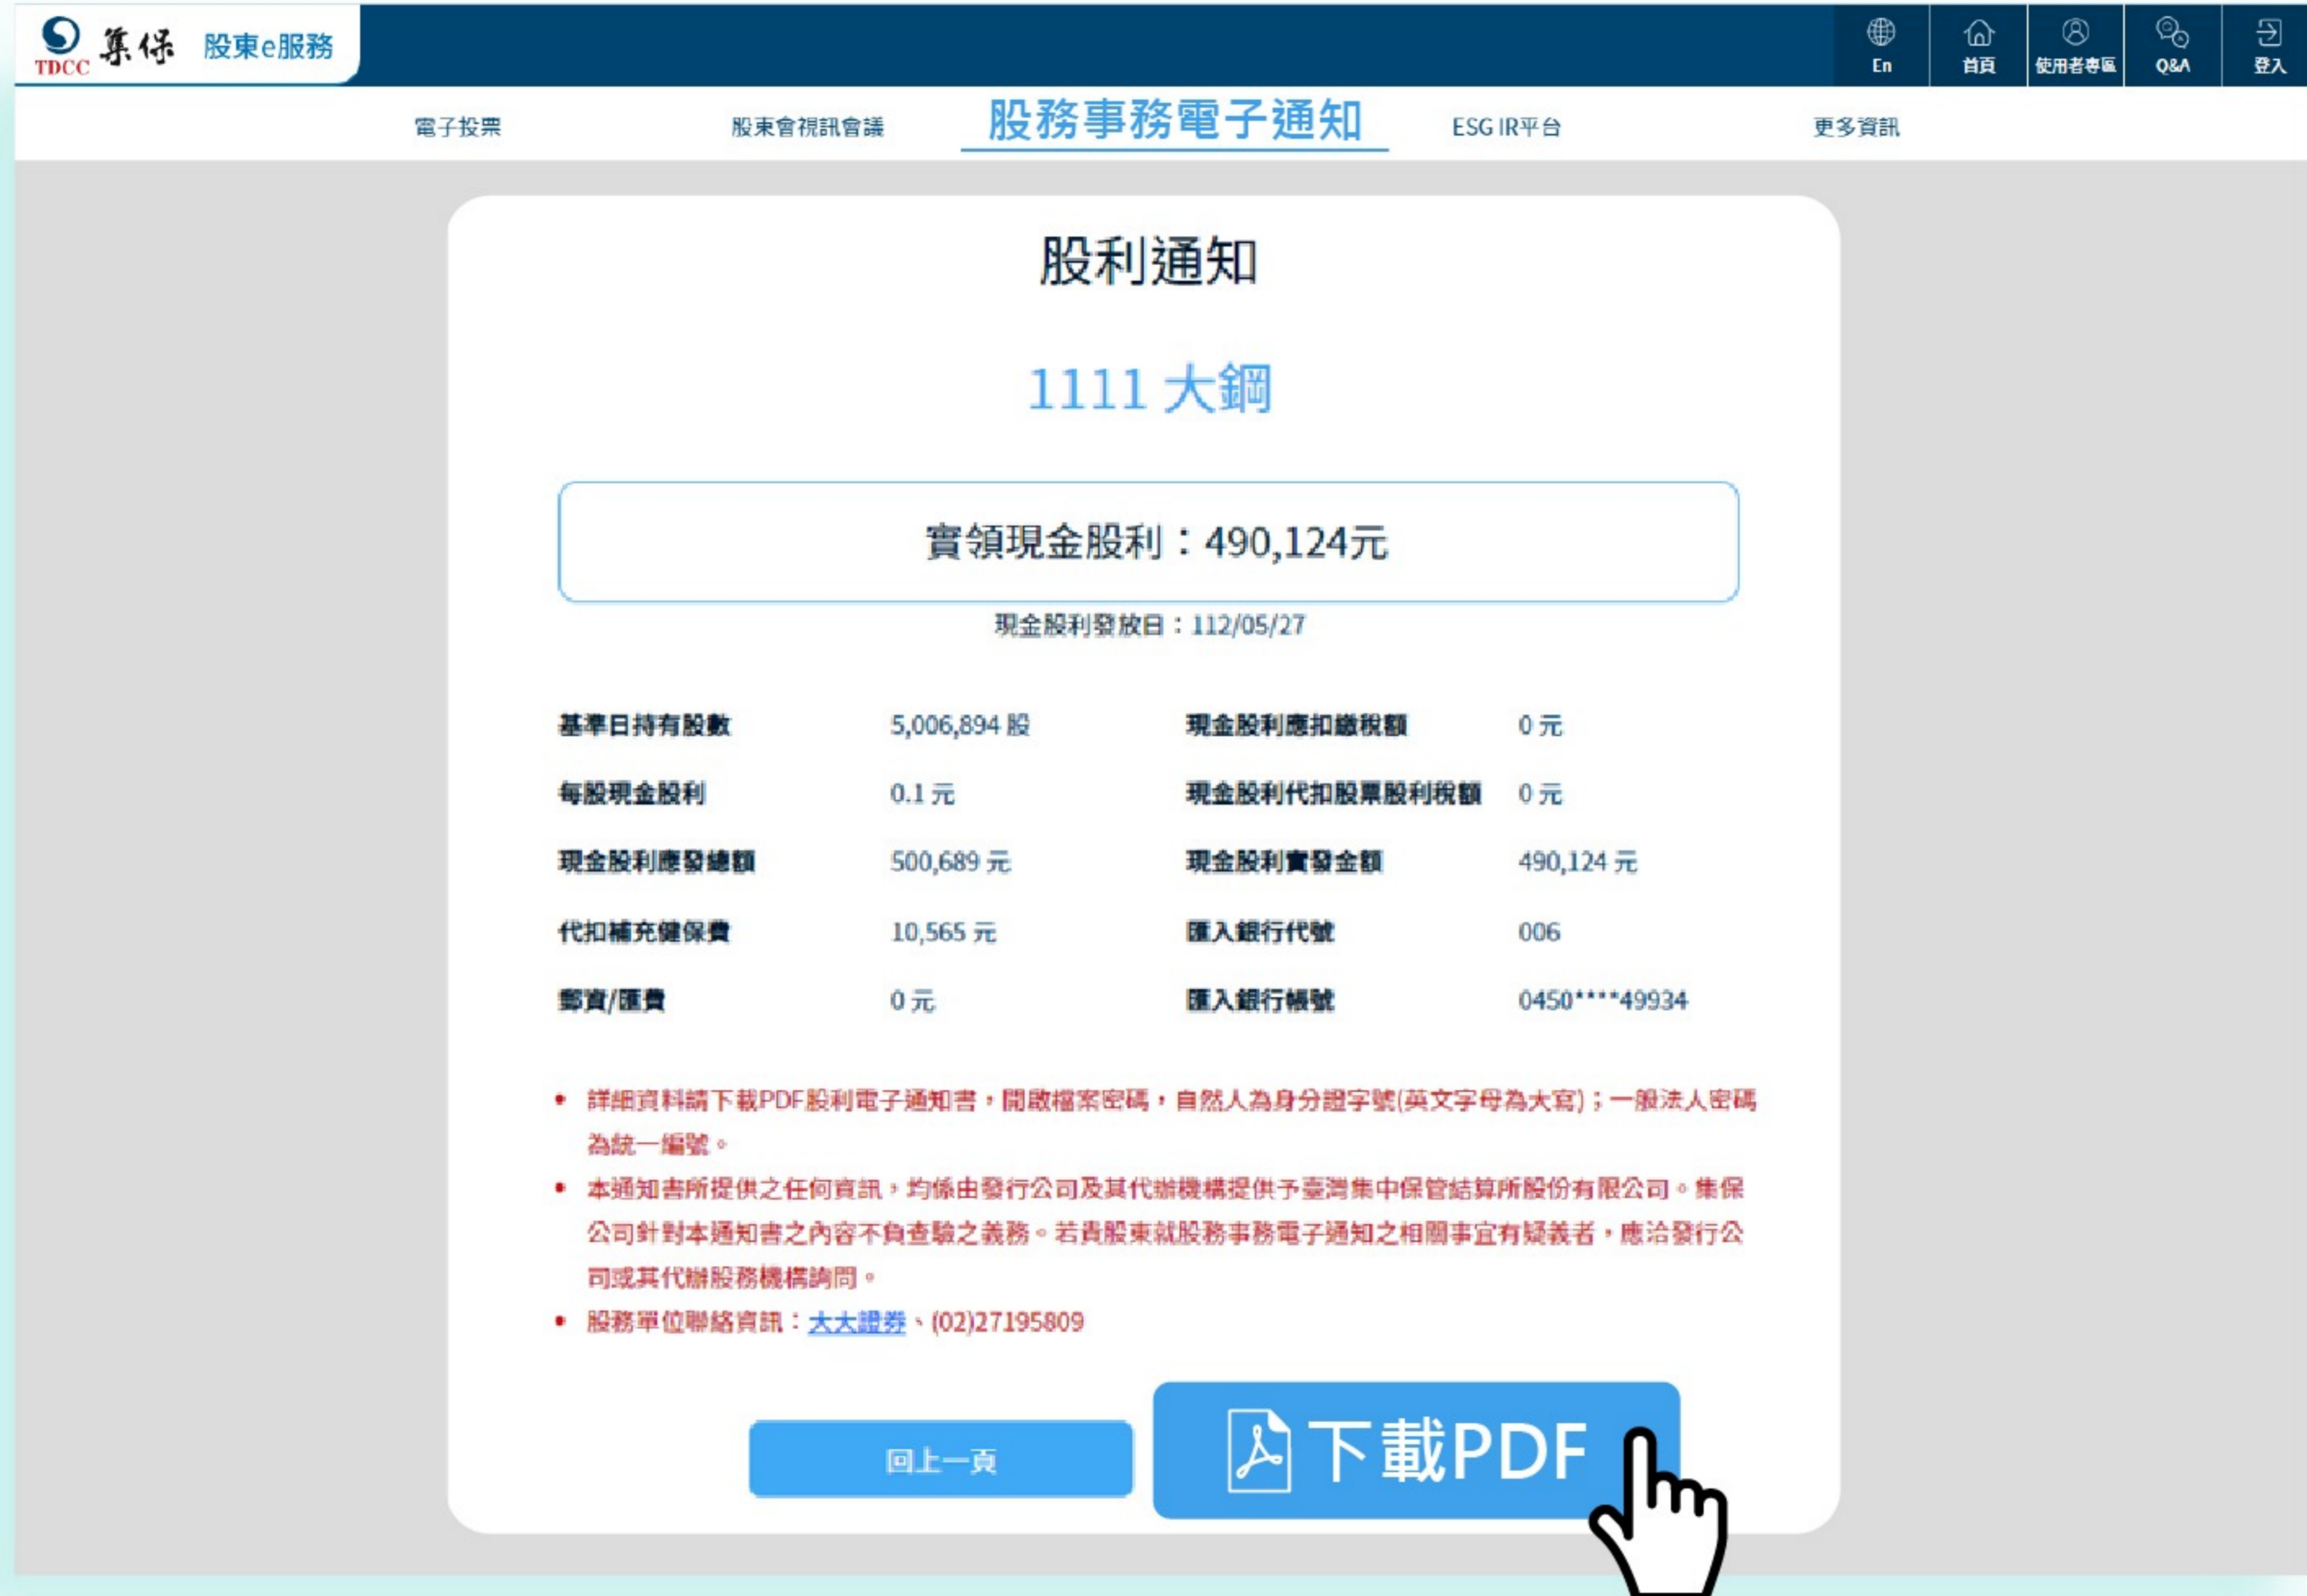 TDCC 集保 股東e服務
En 首頁 使用者專區 Q&A 登入
電子投票 股東會視訊會議 股務事務電子通知 ESG IR平台 更多資訊
股利通知
1111 大鋼
實領現金股利：490,124元
現金股利發放日：112/05/27
基準日持有股數 5,006,894 股 現金股利應扣繳稅額 0 元
每股現金股利 0.1 元 現金股利代扣股票股利稅額 0 元
現金股利應發總額 500,689 元 現金股利實發金額 490,124 元
代扣補充健保費 10,565 元 匯入銀行代號 006
郵資/匯費 0 元 匯入銀行帳號 0450****49934
• 詳細資料請下載PDF股利電子通知書，開啟檔案密碼，自然人為身分證字號(英文字母為大寫)；一般法人密碼
為統一編號。
• 本通知書所提供之任何資訊，均係由發行公司及其代辦機構提供予臺灣集中保管結算所股份有限公司。集保
公司針對本通知書之內容不負查驗之義務。若貴股東就股務事務電子通知之相關事宜有疑義者，應洽發行公
司或其代辦股務機構詢問。
• 股務單位聯絡資訊：大大證券、(02)27195809
回上一頁 下載PDF